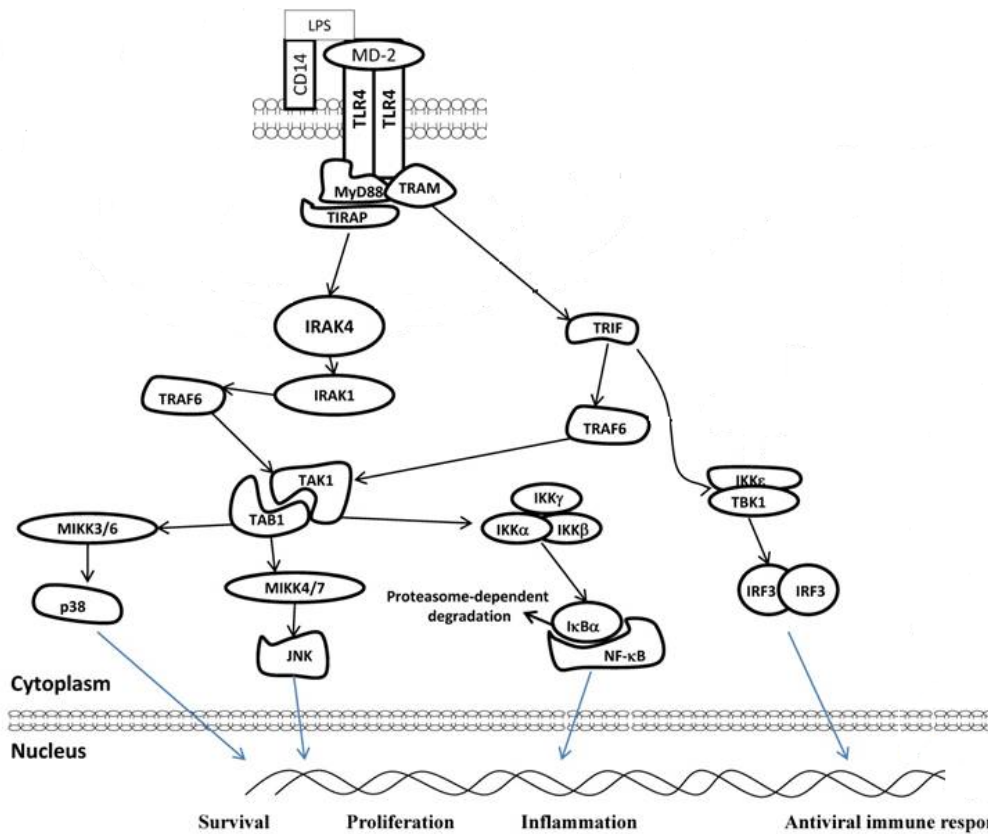 LPS
CD14
MD-2
TLR4
TLR4
MyD88
TRAM
TIRAP
IRAK4
TRIF
IRAK1
TRAF6
TRAF6
TAK1
TAB1
IKKγ
IKKα
IKKβ
IKKε
TBK1
MIKK3/6
MIKK4/7
p38
JNK
Proteasome-dependent
degradation
IκBα
NF-κB
IRF3
IRF3
Cytoplasm
Nucleus
Survival
Proliferation
Inflammation
Antiviral immune respon